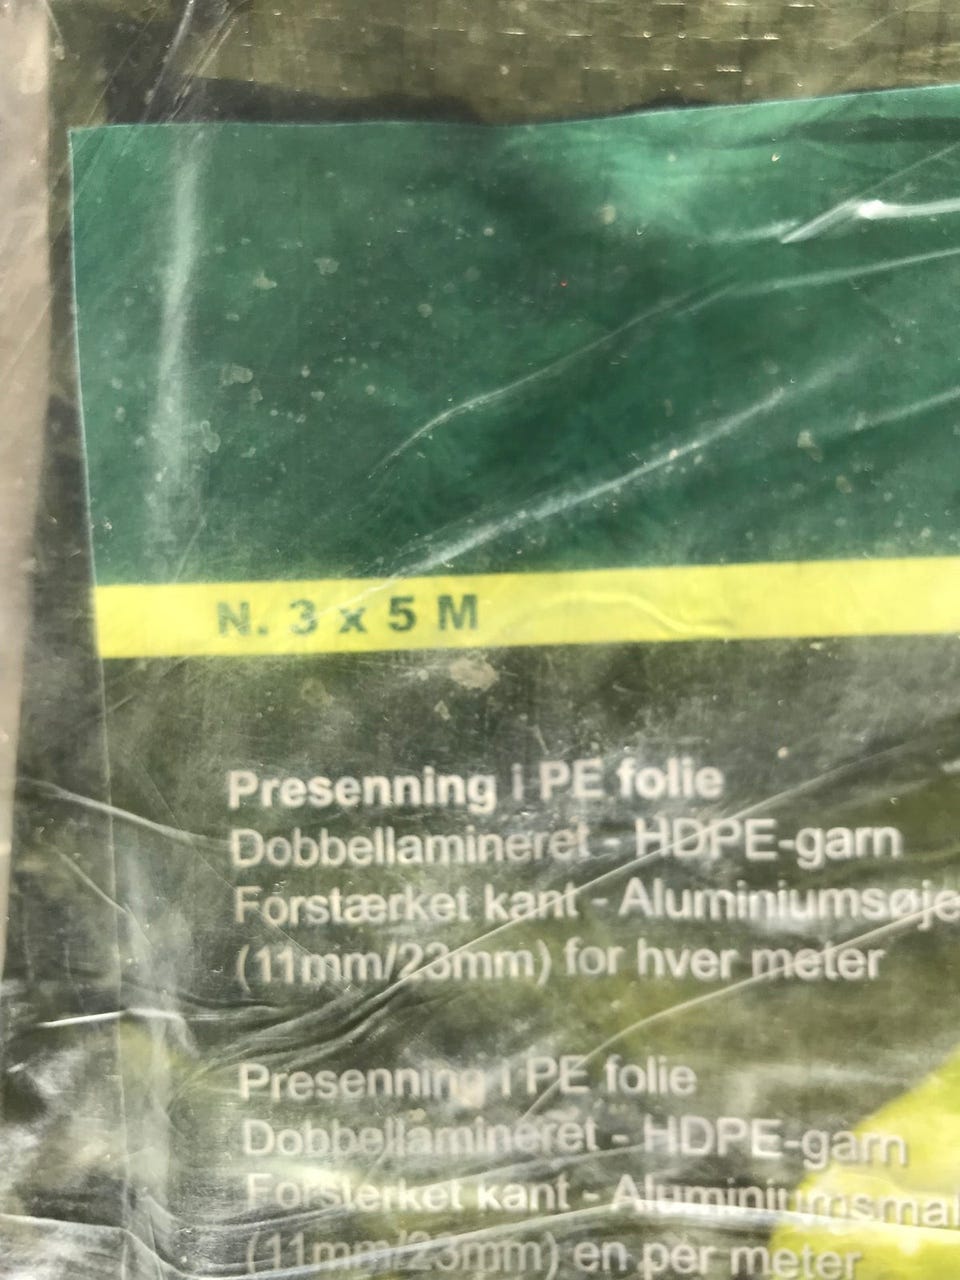 N. 3 x 5 M
Presenning i PE folie
Dobbellamineret - HDPE-garn
Forstærket kant - Aluminiumsøje
(11mm/23mm) for hver meter
Presenning i PE folie
Dobbellamineret - HDPE-garn
Forsterket kant - Aluminiumsmal
(11mm/23mm) en per meter